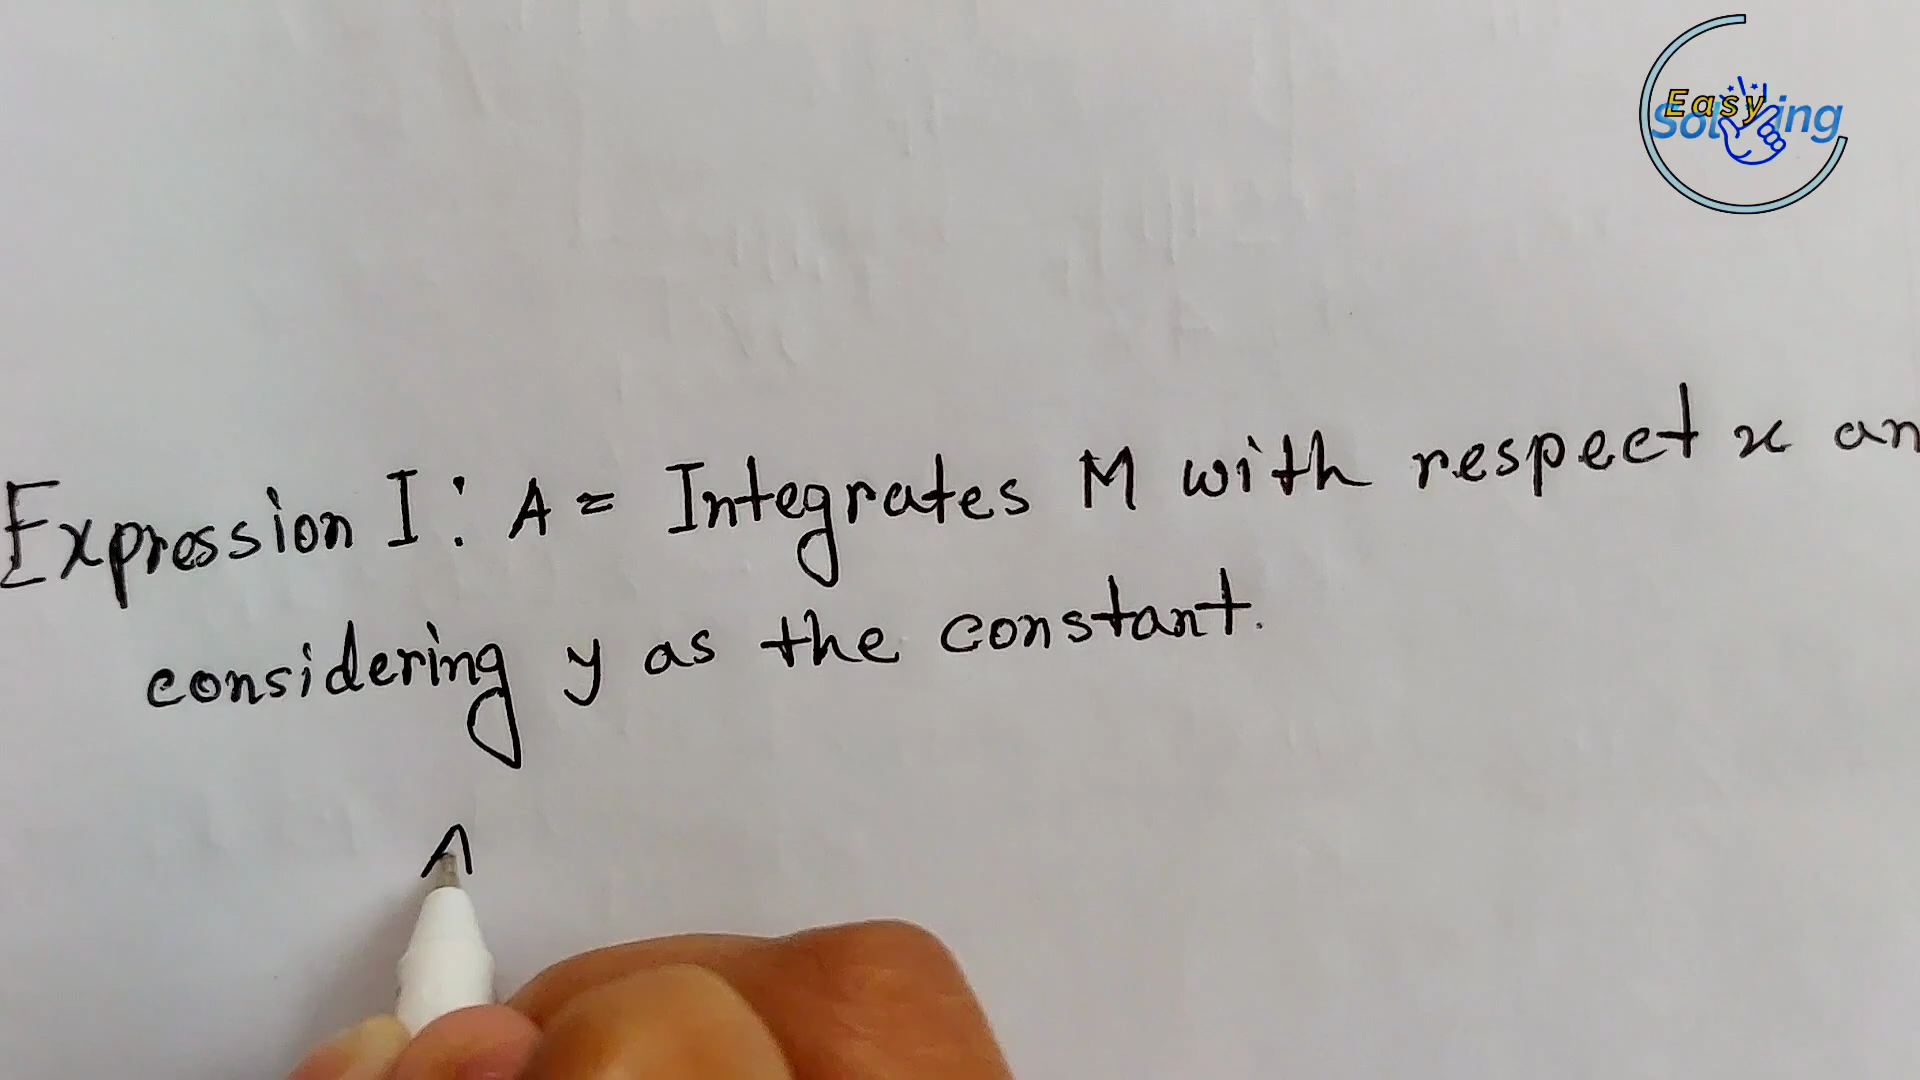 Easy
Solving
Expression I : A = Integrates M with respect x an
considering y as the constant.
A